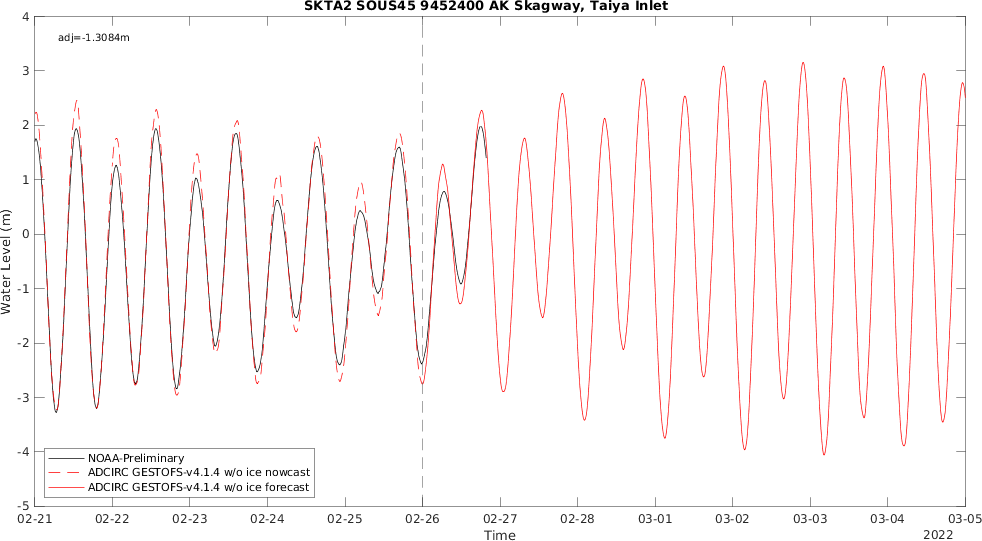 SKTA2 SOUS45 9452400 AK Skagway, Taiya Inlet
adj=-1.3084m
4
3
2
1
0
-1
-2
-3
-4
-5
Water Level (m)
NOAA-Preliminary
ADCIRC GESTOFS-v4.1.4 w/o ice nowcast
ADCIRC GESTOFS-v4.1.4 w/o ice forecast
02-21 02-22 02-23 02-24 02-25 02-26 02-27 02-28 03-01 03-02 03-03 03-04 03-05
Time
2022